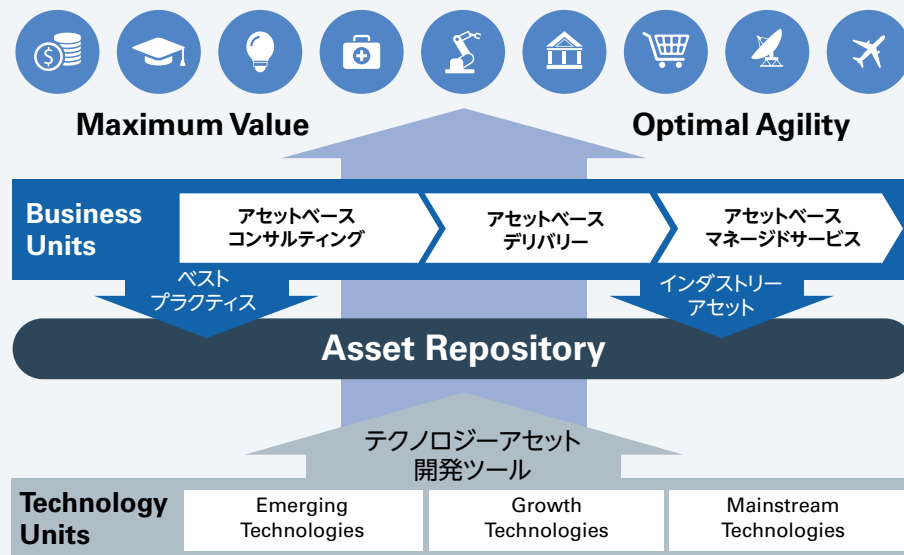 $
Maximum Value
Optimal Agility
Business
Units
アセットベース
コンサルティング
アセットベース
デリバリー
アセットベース
マネージドサービス
ベスト
プラクティス
インダストリー
アセット
Asset Repository
テクノロジーアセット
開発ツール
Technology
Units
Emerging
Technologies
Growth
Technologies
Mainstream
Technologies